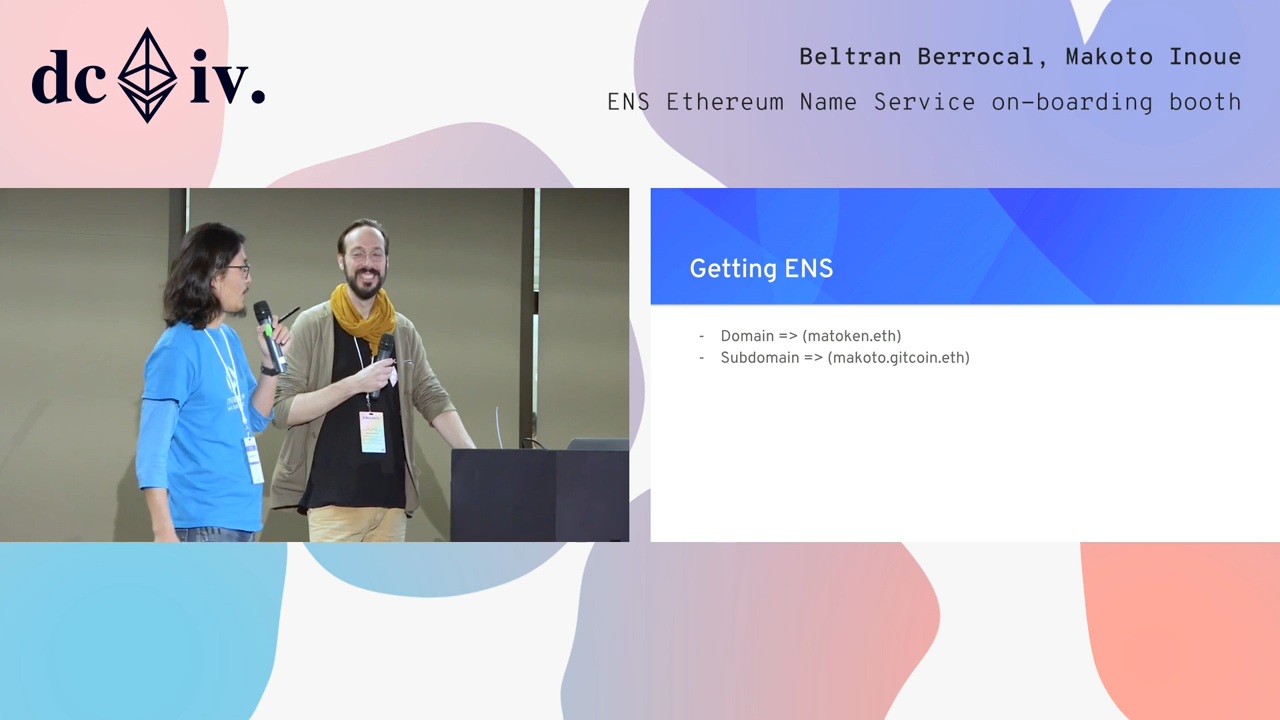 dc iv.
Beltran Berrocal, Makoto Inoue
ENS Ethereum Name Service on-boarding booth
Getting ENS
- Domain => (matoken.eth)
- Subdomain => (makoto.gitcoin.eth)